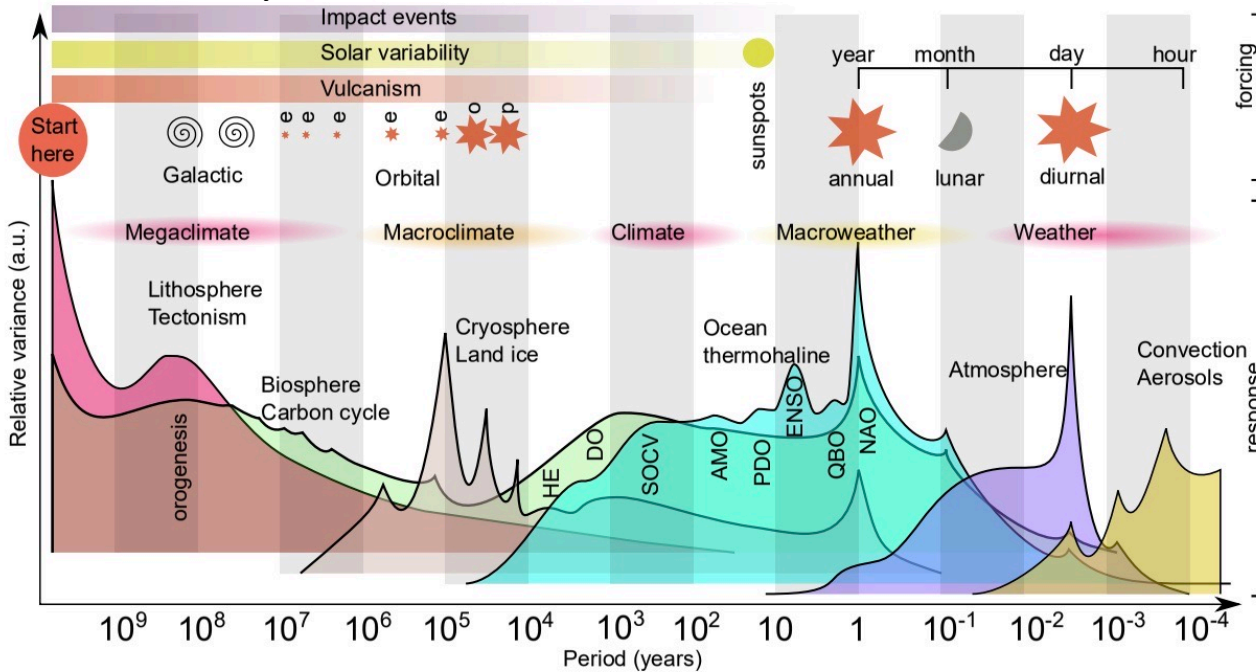 Impact events
Solar variability
Vulcanism
Start
here
Galactic
e
e
e
e
e
o
p
Orbital
sunspots
year
month
day
hour
annual
lunar
diurnal
forcing
Megaclimate
Macroclimate
Climate
Macroweather
Weather
Relative variance (a.u.)
Lithosphere
Tectonism
Biosphere
Carbon cycle
Cryosphere
Land ice
Ocean
thermohaline
Atmosphere
Convection
Aerosols
response
orogenesis
HE
DO
SOCV
AMO
PDO
ENSO
QBO
NAO
10⁹
10⁸
10⁷
10⁶
10⁵
10⁴
10³
10²
10
1
10⁻¹
10⁻²
10⁻³
10⁻⁴
Period (years)